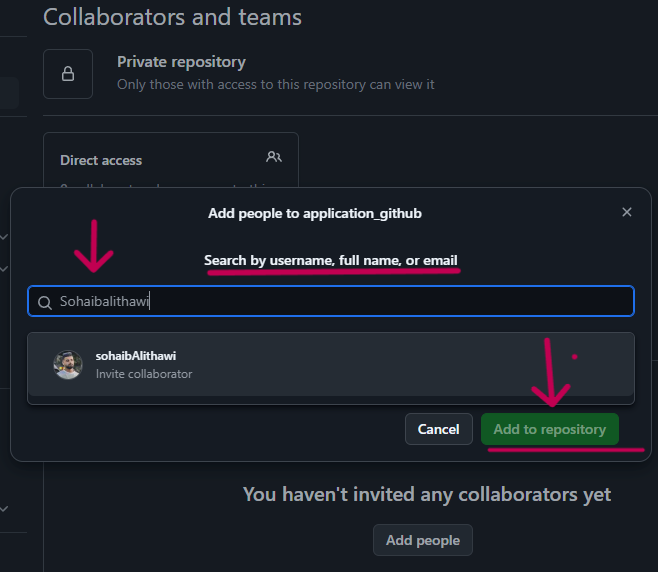 Collaborators and teams
Private repository
Only those with access to this repository can view it
Direct access
Add people to application_github
Search by username, full name, or email
Sohaibalithawi
sohaibAlithawi
Invite collaborator
Cancel
Add to repository
You haven't invited any collaborators yet
Add people